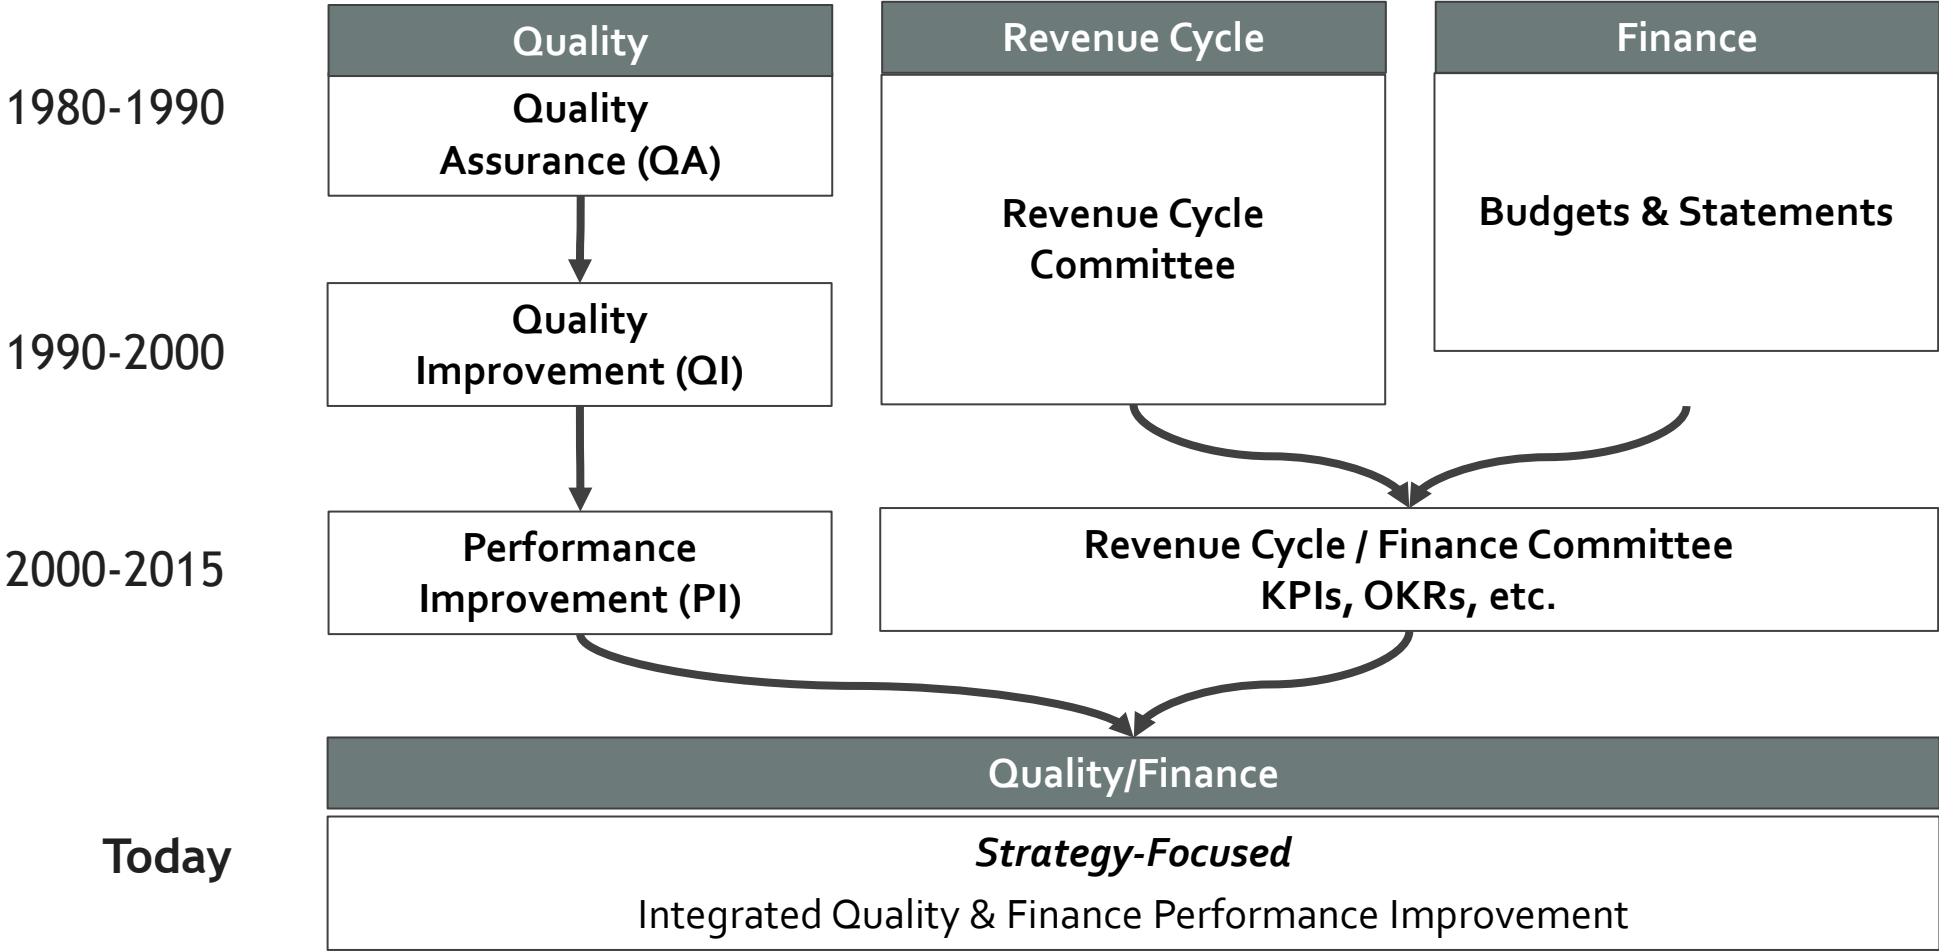 Quality
Revenue Cycle
Finance
1980-1990
Quality
Assurance (QA)
Revenue Cycle
Committee
Budgets & Statements
1990-2000
Quality
Improvement (QI)
2000-2015
Performance
Improvement (PI)
Revenue Cycle / Finance Committee
KPIs, OKRs, etc.
Quality/Finance
Today
Strategy-Focused
Integrated Quality & Finance Performance Improvement